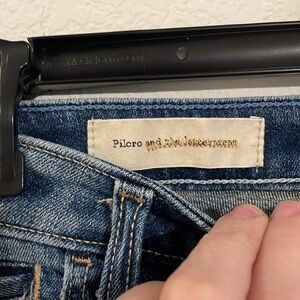 Pilcro and the letterpress